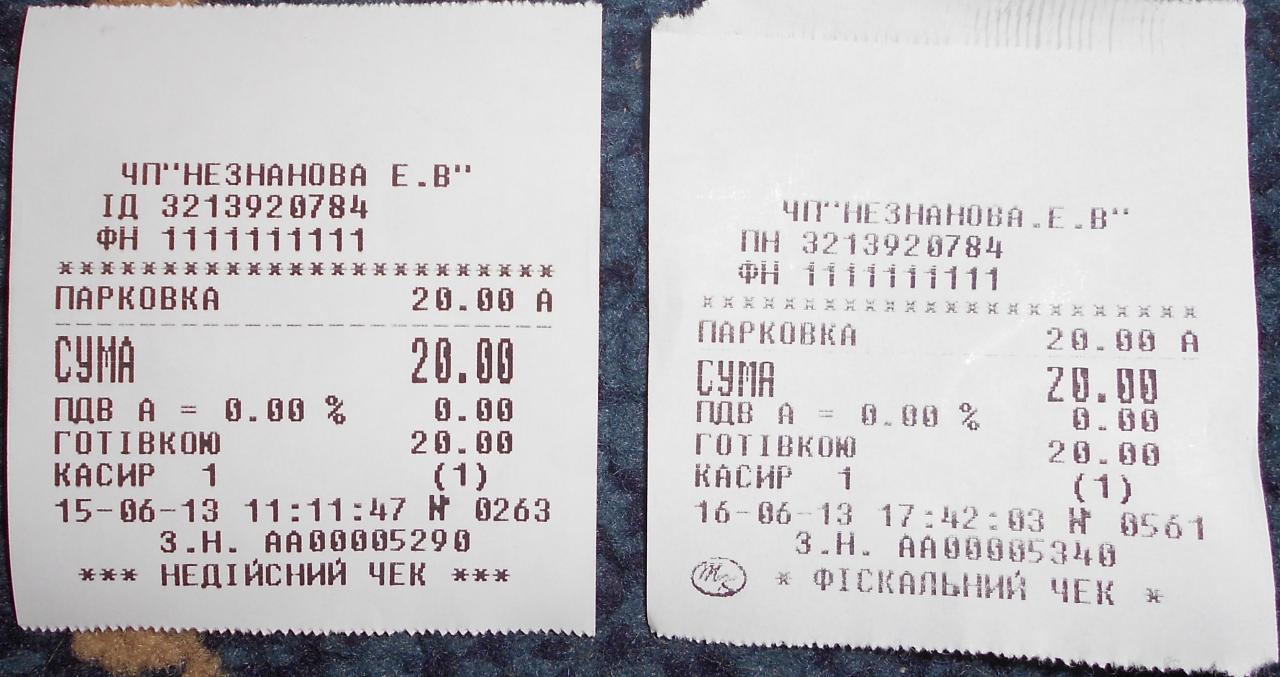 ЧП"НЕЗНАНОВА Е.В"
ІД 3213920784
ФН 1111111111
************************
ПАРКОВКА 20.00 А
СУМА 20.00
ПДВ А = 0.00 % 0.00
ГОТІВКОЮ 20.00
КАСИР 1 (1)
15-06-13 11:11:47 № 0263
З.Н. АА00005290
*** НЕДІЙСНИЙ ЧЕК ***
ЧП"НЕЗНАНОВА.Е.В"
ПН 3213920784
ФН 1111111111
************************
ПАРКОВКА 20.00 А
СУМА 20.00
ПДВ А = 0.00 % 0.00
ГОТІВКОЮ 20.00
КАСИР 1 (1)
16-06-13 17:42:03 № 0561
З.Н. АА00005340
* ФІСКАЛЬНИЙ ЧЕК *